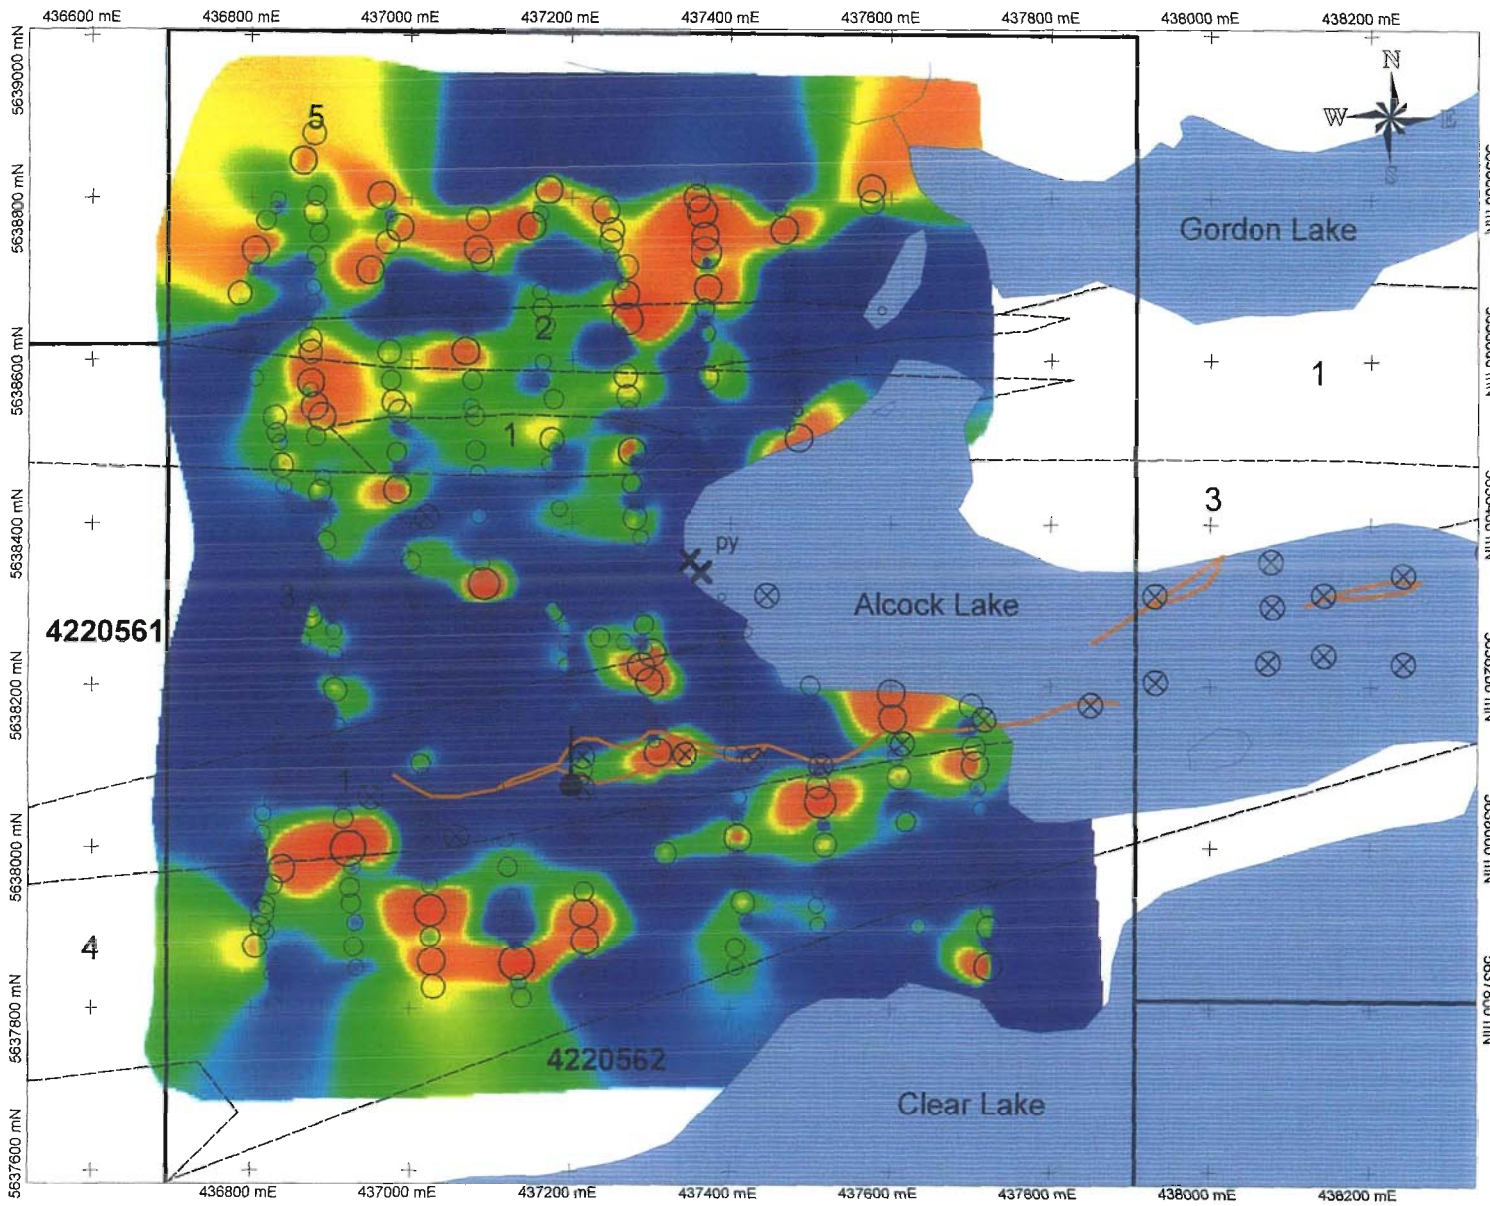 436600 mE 436800 mE 437000 mE 437200 mE 437400 mE 437600 mE 437800 mE 438000 mE 438200 mE
5639000 mN
N
W
E
S
5
5638800 mN
Gordon Lake
2
5638600 mN
1
1
3
5638400 mN
py
3
Alcock Lake
4220561
5638200 mN
1
5638000 mN
4
5637800 mN
4220562
Clear Lake
5637600 mN
436800 mE 437000 mE 437200 mE 437400 mE 437600 mE 437800 mE 438000 mE 438200 mE